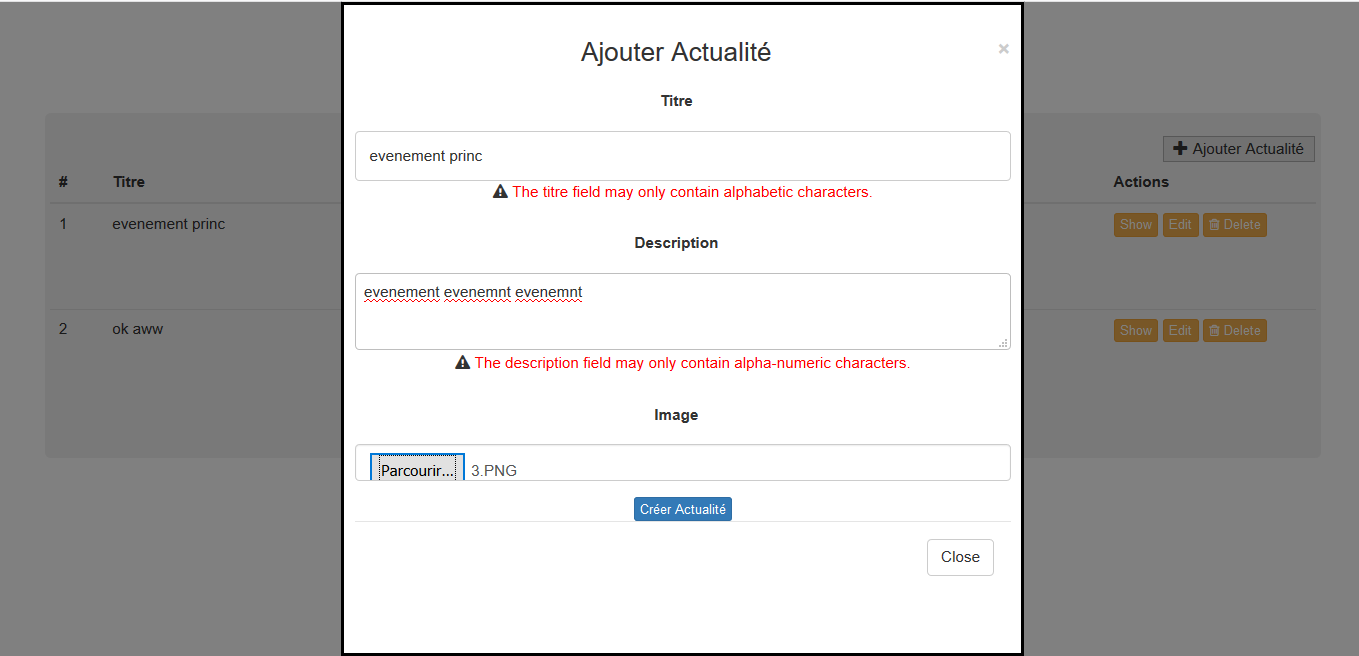 Ajouter Actualité
×
Titre
evenement princ
The titre field may only contain alphabetic characters.
Description
evenement evenemnt evenemnt
The description field may only contain alpha-numeric characters.
Image
Parcourir... 3.PNG
Créer Actualité
Close
Ajouter Actualité
# Titre Actions
1 evenement princ Show Edit Delete
2 ok aww Show Edit Delete